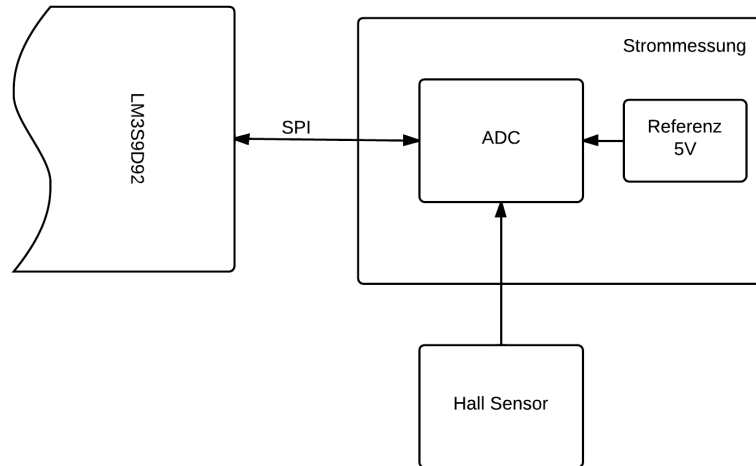 Strommessung
LM3S9D92
SPI
ADC
Referenz
5V
Hall Sensor